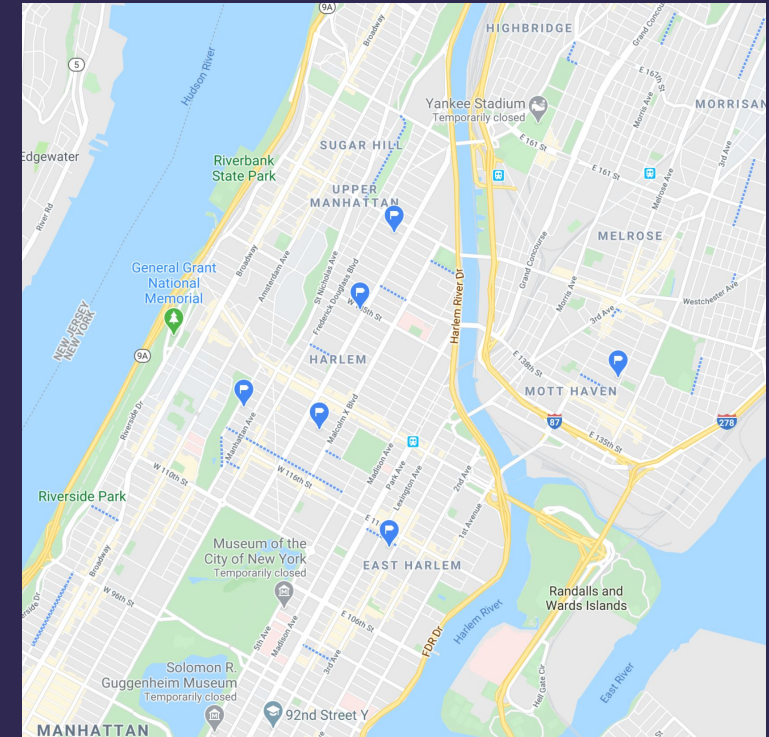 9A
Broadway
HIGHBRIDGE
Grand Concou
5
Hudson River
E 167th St
Yankee Stadium
Temporarily closed
Morris Ave
MORRISAN
SUGAR HILL
E 161 St
E 161 St
3rd Ave
Edgewater
Riverbank
State Park
Melrose Ave
UPPER
MANHATTAN
River Rd
MELROSE
Broadway
Amsterdam Ave
St Nicholas Ave
Frederick Douglass Blvd
Grand Concourse
General Grant
National
Memorial
Harlem River Dr
Morris Ave
Westchester Ave
3rd Ave
NEW JERSEY
NEW YORK
9A
HARLEM
E 138th St
MOTT HAVEN
87
278
Riverside Dr
Manhattan Ave
Malcolm X Blvd
E 135th St
Madison Ave
Park Ave
Lexington Ave
2nd Ave
W 110th St
W 116th St
1st Avenue
Riverside Park
E 11
Museum of the
City of New York
Temporarily closed
EAST HARLEM
Broadway
W 96th St
Randalls and
Wards Islands
E 106th St
Harlem River
FDR Dr
5th Ave
Madison Ave
3rd Ave
Solomon R.
Guggenheim Museum
Temporarily closed
Hell Gate Cir
East River
92nd Street Y
MANHATTAN